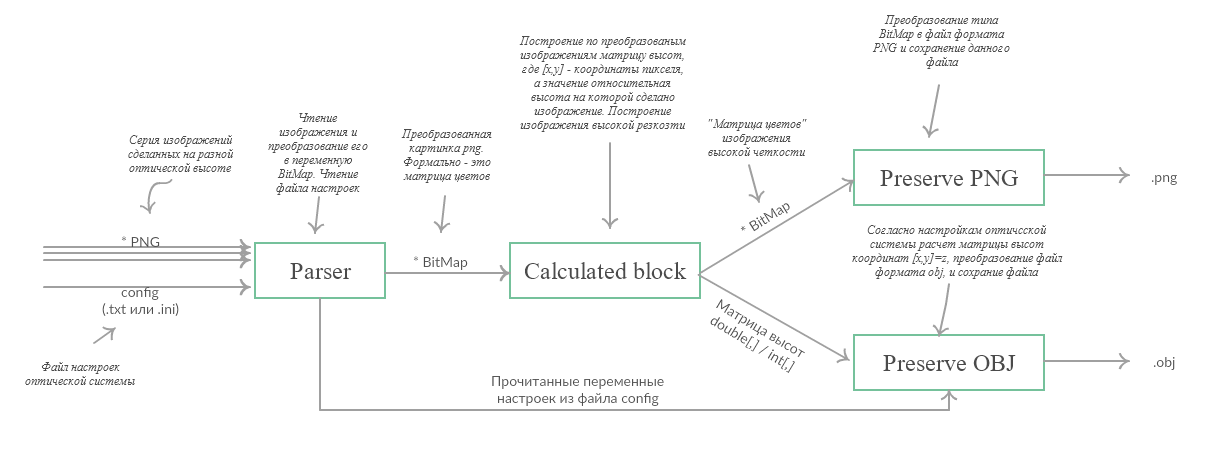 Преобразование типа
BitMap в файл формата
PNG и сохранение данного
файла
Построение по преобразованым
изображениям матрицу высот,
где [x,y] - координаты пикселя,
а значение относительная
высота на которой сделано
изображение. Построение
изображения высокой резкозти
Чтение
изображения и
преобразование его
в переменную
BitMap. Чтение
файла настроек
"Матрица цветов"
изображения
высокой четкости
Серия изображений
сделанных на разной
оптической высоте
Преобразованная
картинка png.
Формально - это
матрица цветов
Preserve PNG
.png
* BitMap
Согласно настройкам оптичсской
системы расчет матрицы высот
координат [x,y]=z, преобразование файл
формата obj, и сохрание файла
* PNG
Parser
* BitMap
Calculated block
config
(.txt или .ini)
Матрица высот
double[,] / int[,]
Preserve OBJ
.obj
Файл настроек
оптической системы
Прочитанные переменные
настроек из файла config